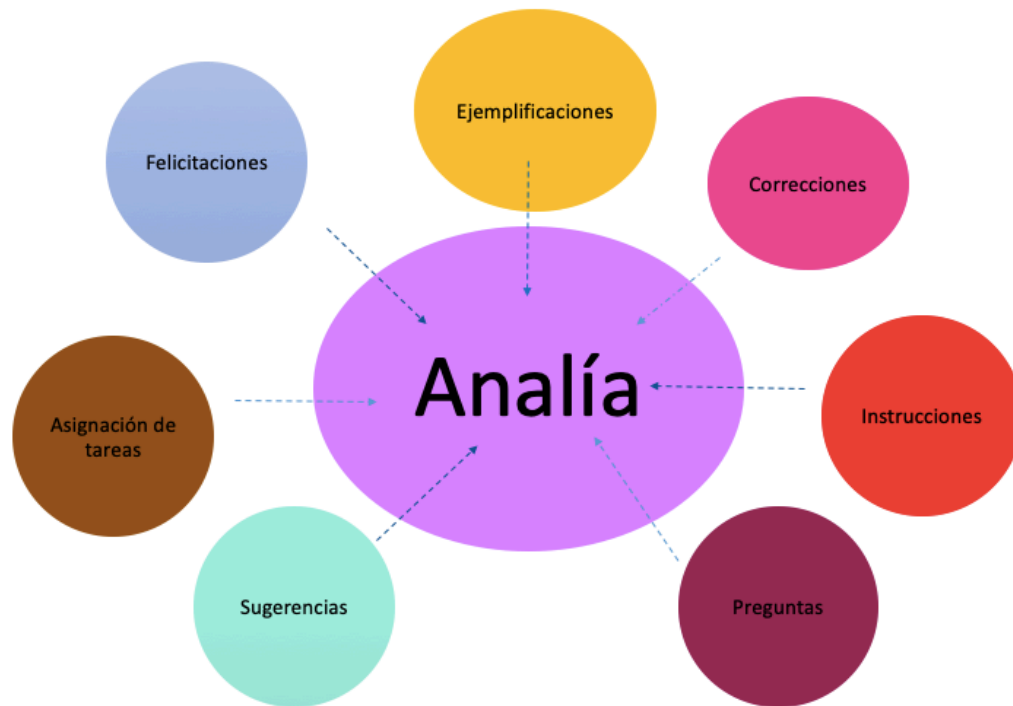 Ejemplificaciones
Felicitaciones
Correcciones
Analía
Asignación de
tareas
Instrucciones
Sugerencias
Preguntas